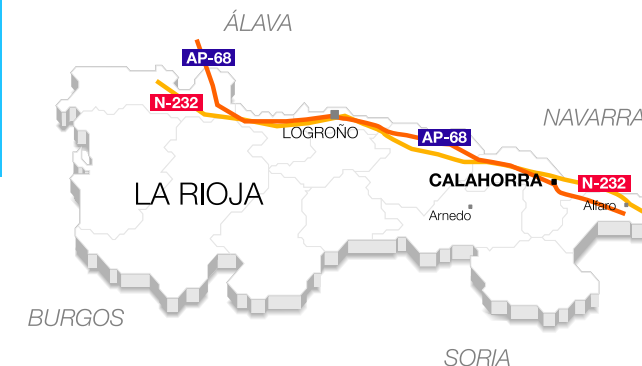 ÁLAVA
AP-68
N-232
NAVARRA
LOGROÑO
AP-68
CALAHORRA
N-232
LA RIOJA
Arnedo
Alfaro
BURGOS
SORIA